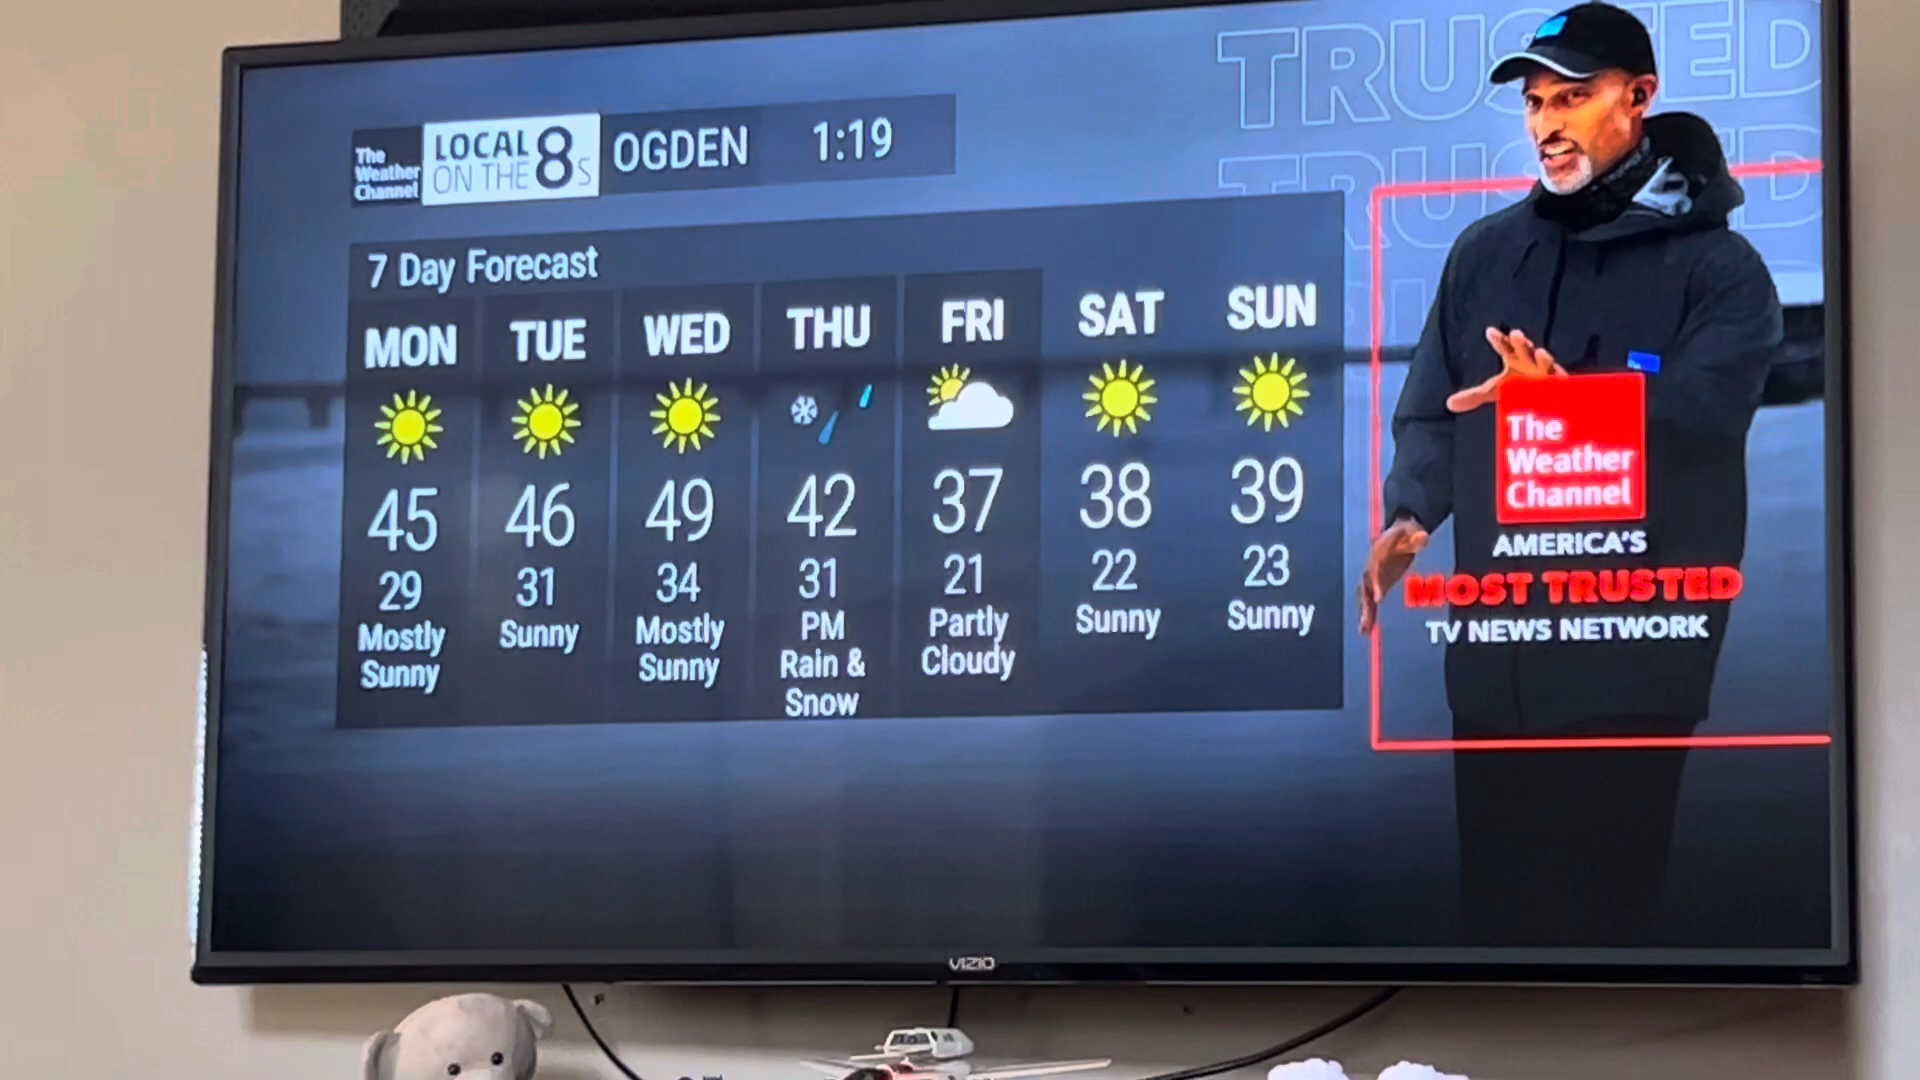 TRUSTED
TRUSTED
The
Weather
Channel
LOCAL
ON THE 8s
OGDEN
1:19
7 Day Forecast
MON TUE WED THU FRI SAT SUN
45 46 49 42 37 38 39
29 31 34 31 21 22 23
Mostly
Sunny
Sunny
Mostly
Sunny
PM
Rain &
Snow
Partly
Cloudy
Sunny
Sunny
The
Weather
Channel
AMERICA'S
MOST TRUSTED
TV NEWS NETWORK
VIZIO